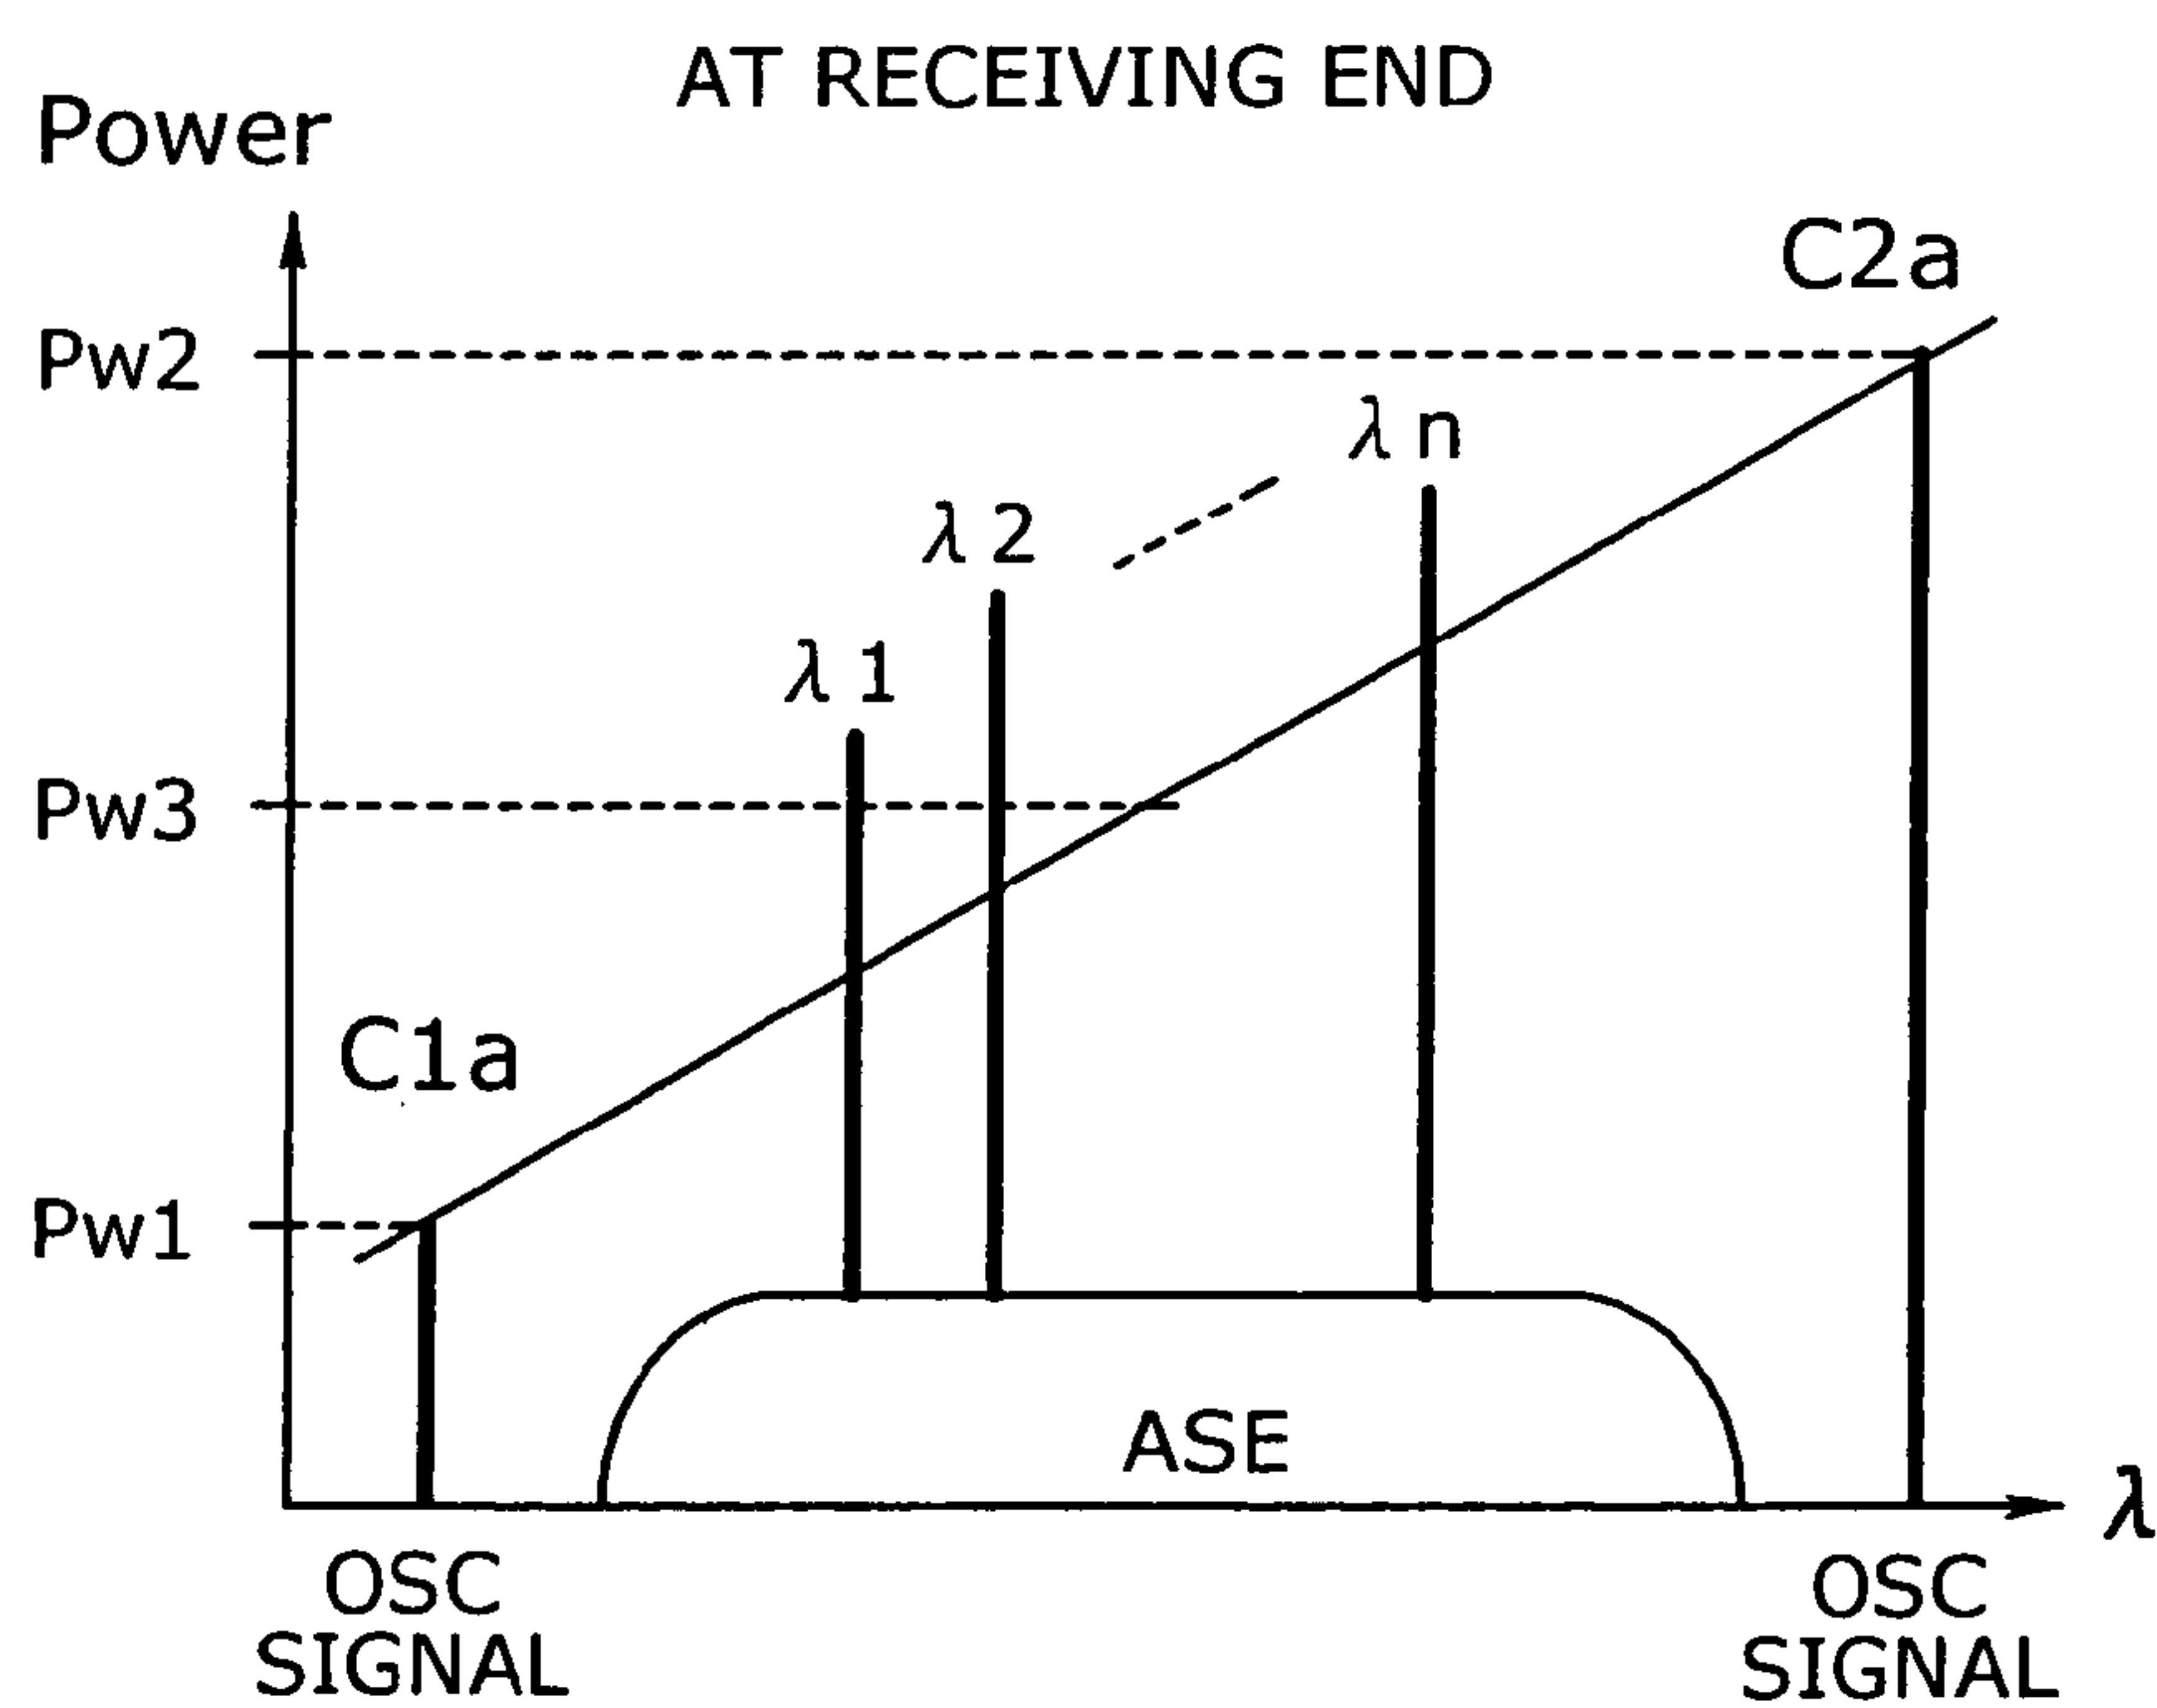 AT RECEIVING END
Power
C2a
Pw2
λn
λ2
λ1
Pw3
C1a
Pw1
ASE
λ
OSC SIGNAL
OSC SIGNAL